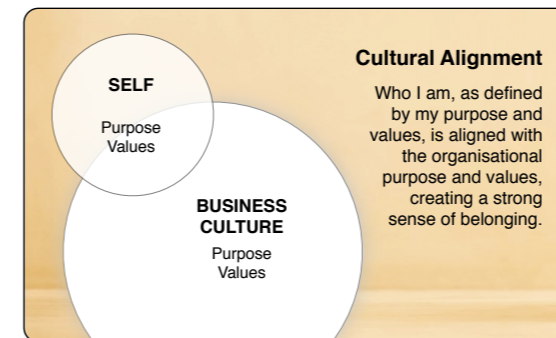 SELF
Purpose
Values
BUSINESS
CULTURE
Purpose
Values
Cultural Alignment
Who I am, as defined
by my purpose and
values, is aligned with
the organisational
purpose and values,
creating a strong
sense of belonging.